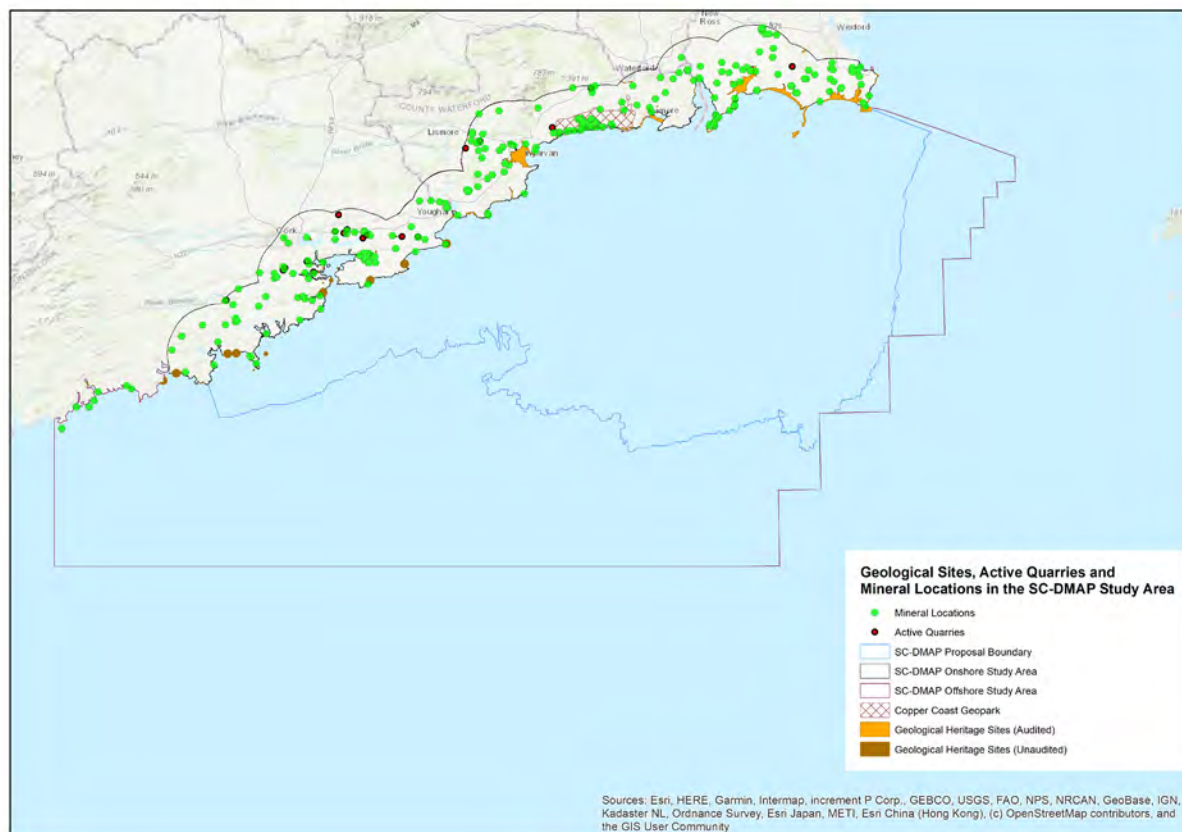 New
Ross
Wexford
Waterford
COUNTY WATERFORD
Lismore
River Bride
Youghal
Cork
Geological Sites, Active Quarries and
Mineral Locations in the SC-DMAP Study Area
Mineral Locations
Active Quarries
SC-DMAP Proposal Boundary
SC-DMAP Onshore Study Area
SC-DMAP Offshore Study Area
Copper Coast Geopark
Geological Heritage Sites (Audited)
Geological Heritage Sites (Unaudited)
Sources: Esri, HERE, Garmin, Intermap, increment P Corp., GEBCO, USGS, FAO, NPS, NRCAN, GeoBase, IGN,
Kadaster NL, Ordnance Survey, Esri Japan, METI, Esri China (Hong Kong), (c) OpenStreetMap contributors, and
the GIS User Community